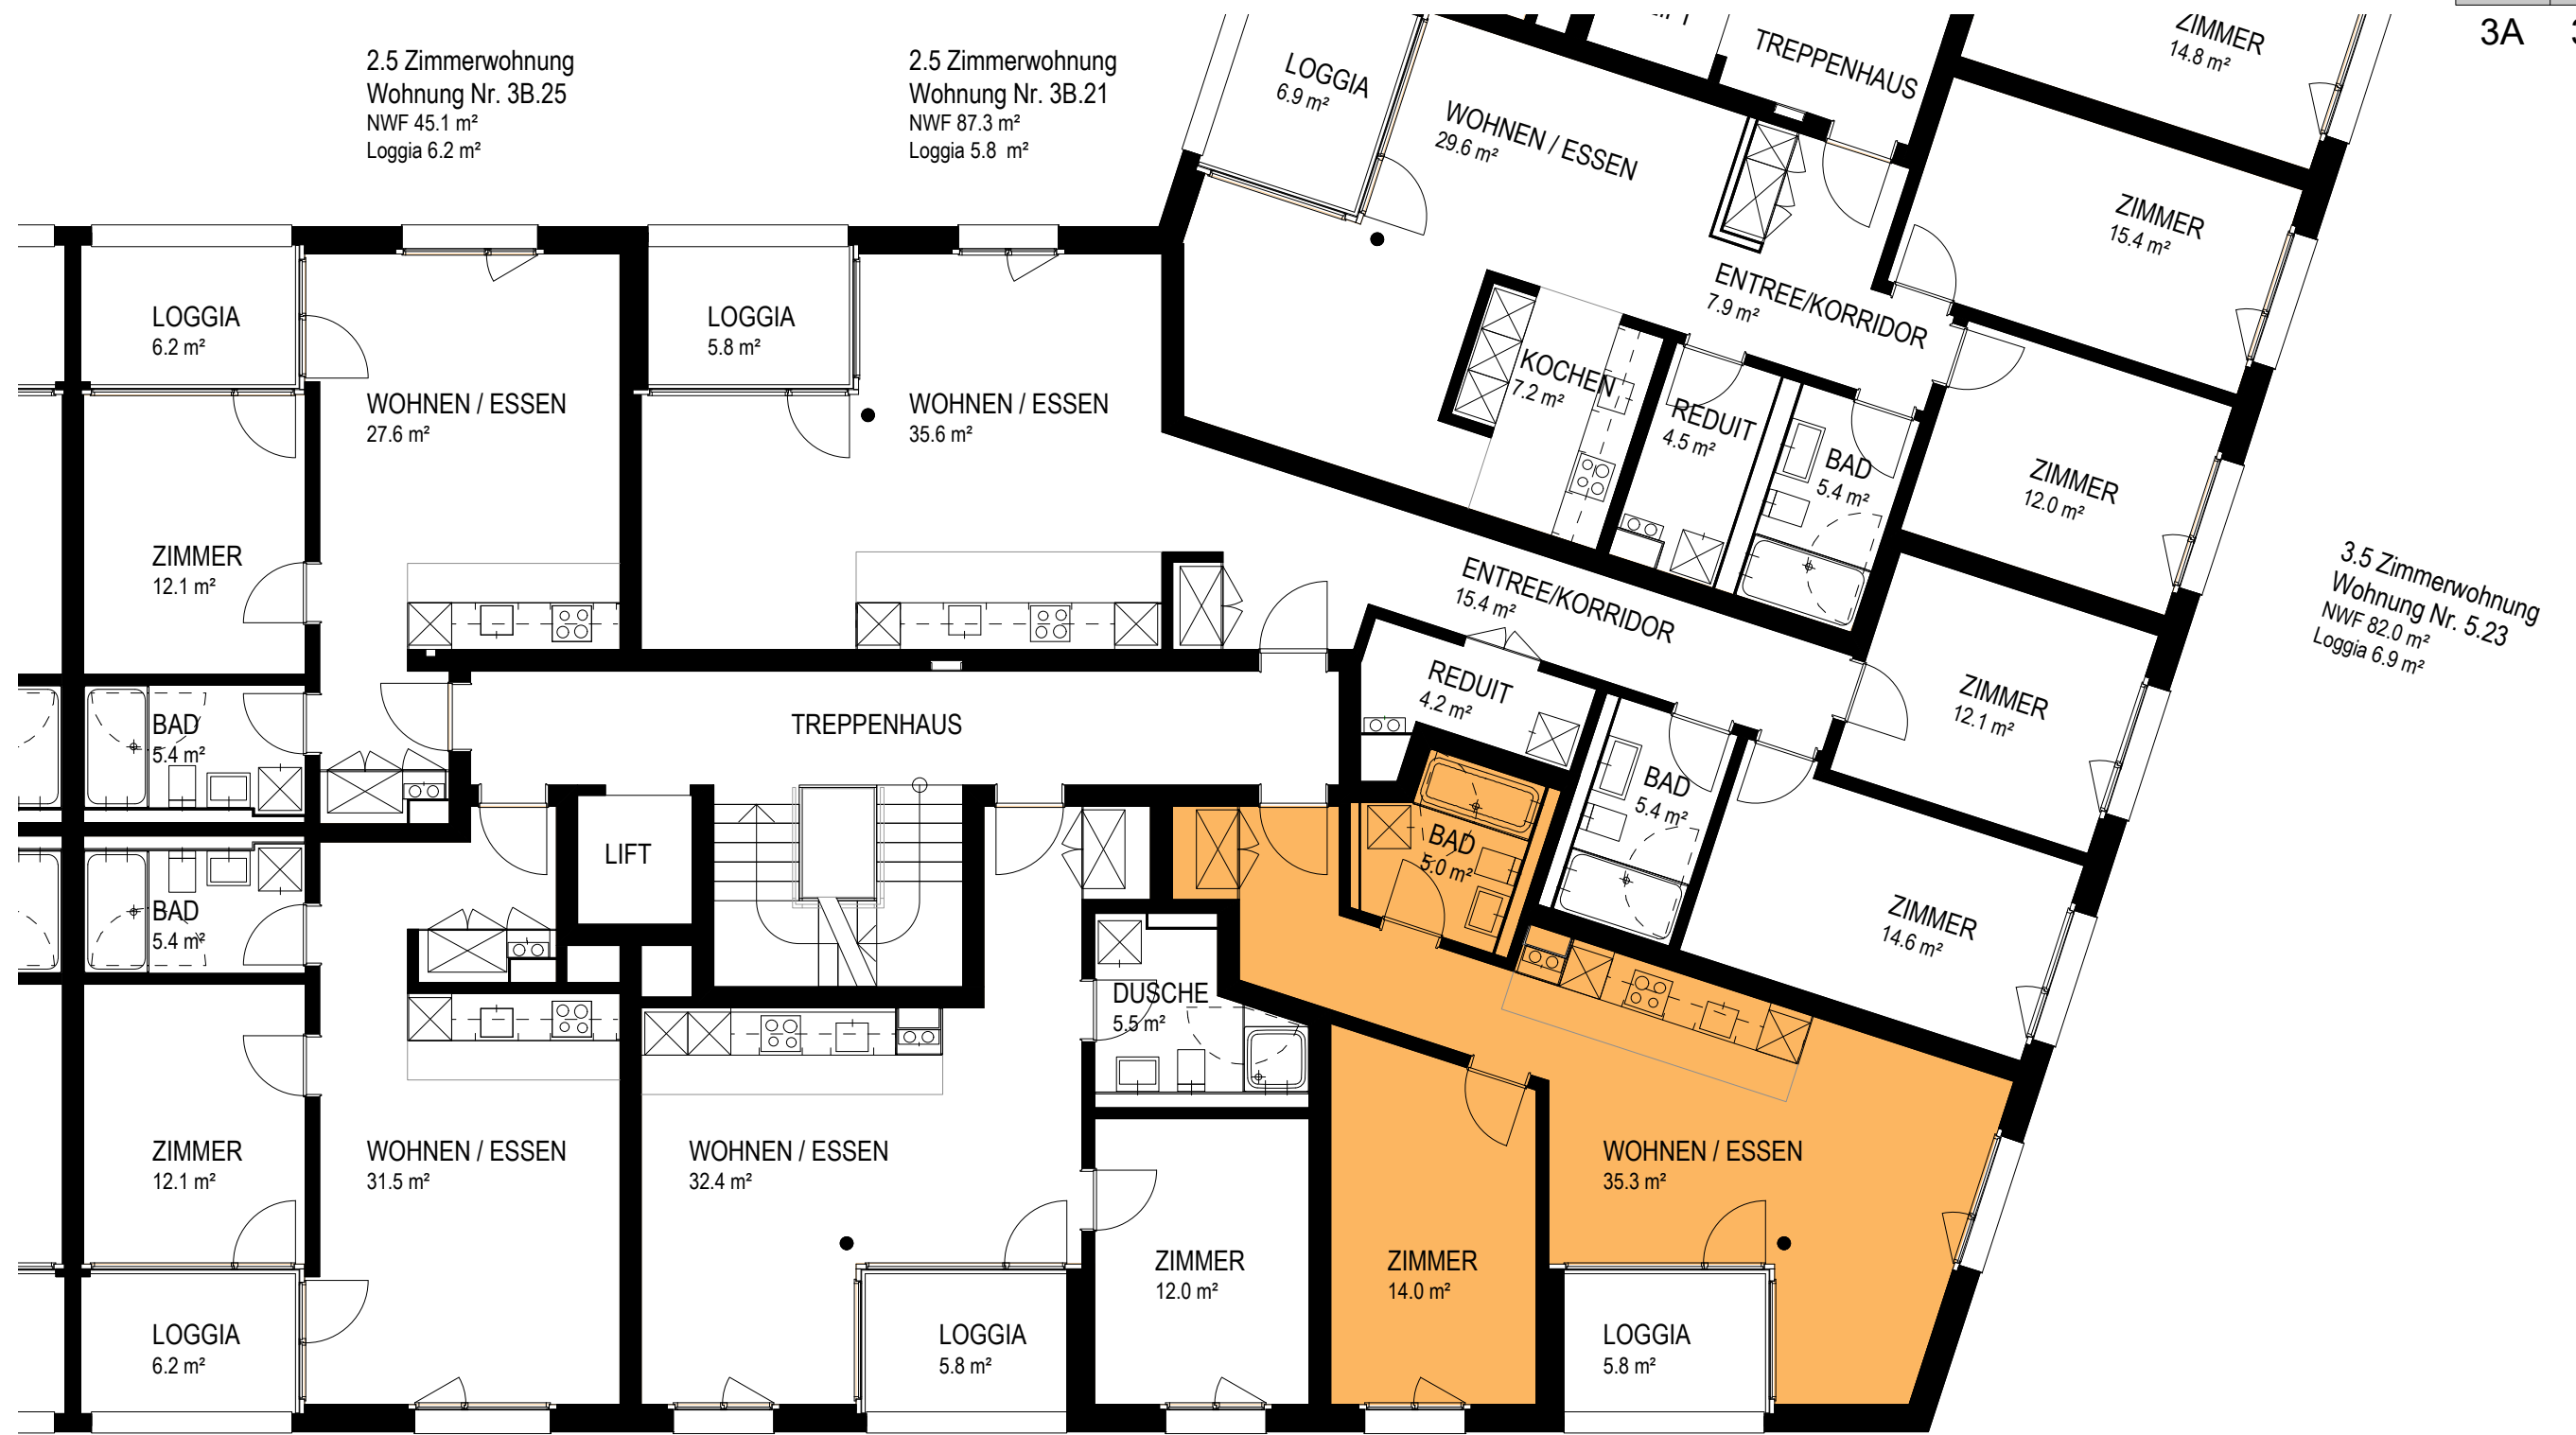 3A
2.5 Zimmerwohnung
Wohnung Nr. 3B.25
NWF 45.1 m²
Loggia 6.2 m²
2.5 Zimmerwohnung
Wohnung Nr. 3B.21
NWF 87.3 m²
Loggia 5.8 m²
LOGGIA
6.9 m²
WOHNEN / ESSEN
29.6 m²
TREPPENHAUS
ZIMMER
14.8 m²
ZIMMER
15.4 m²
ENTREE/KORRIDOR
7.9 m²
KOCHEN
7.2 m²
REDUIT
4.5 m²
BAD
5.4 m²
ZIMMER
12.0 m²
3.5 Zimmerwohnung
Wohnung Nr. 5.23
NWF 82.0 m²
Loggia 6.9 m²
LOGGIA
6.2 m²
WOHNEN / ESSEN
27.6 m²
LOGGIA
5.8 m²
WOHNEN / ESSEN
35.6 m²
ZIMMER
12.1 m²
ENTREE/KORRIDOR
15.4 m²
REDUIT
4.2 m²
ZIMMER
12.1 m²
BAD
5.4 m²
TREPPENHAUS
BAD
5.4 m²
LIFT
BAD
5.0 m²
BAD
5.4 m²
ZIMMER
14.6 m²
DUSCHE
5.5 m²
ZIMMER
12.1 m²
WOHNEN / ESSEN
31.5 m²
WOHNEN / ESSEN
32.4 m²
WOHNEN / ESSEN
35.3 m²
ZIMMER
12.0 m²
ZIMMER
14.0 m²
LOGGIA
6.2 m²
LOGGIA
5.8 m²
LOGGIA
5.8 m²